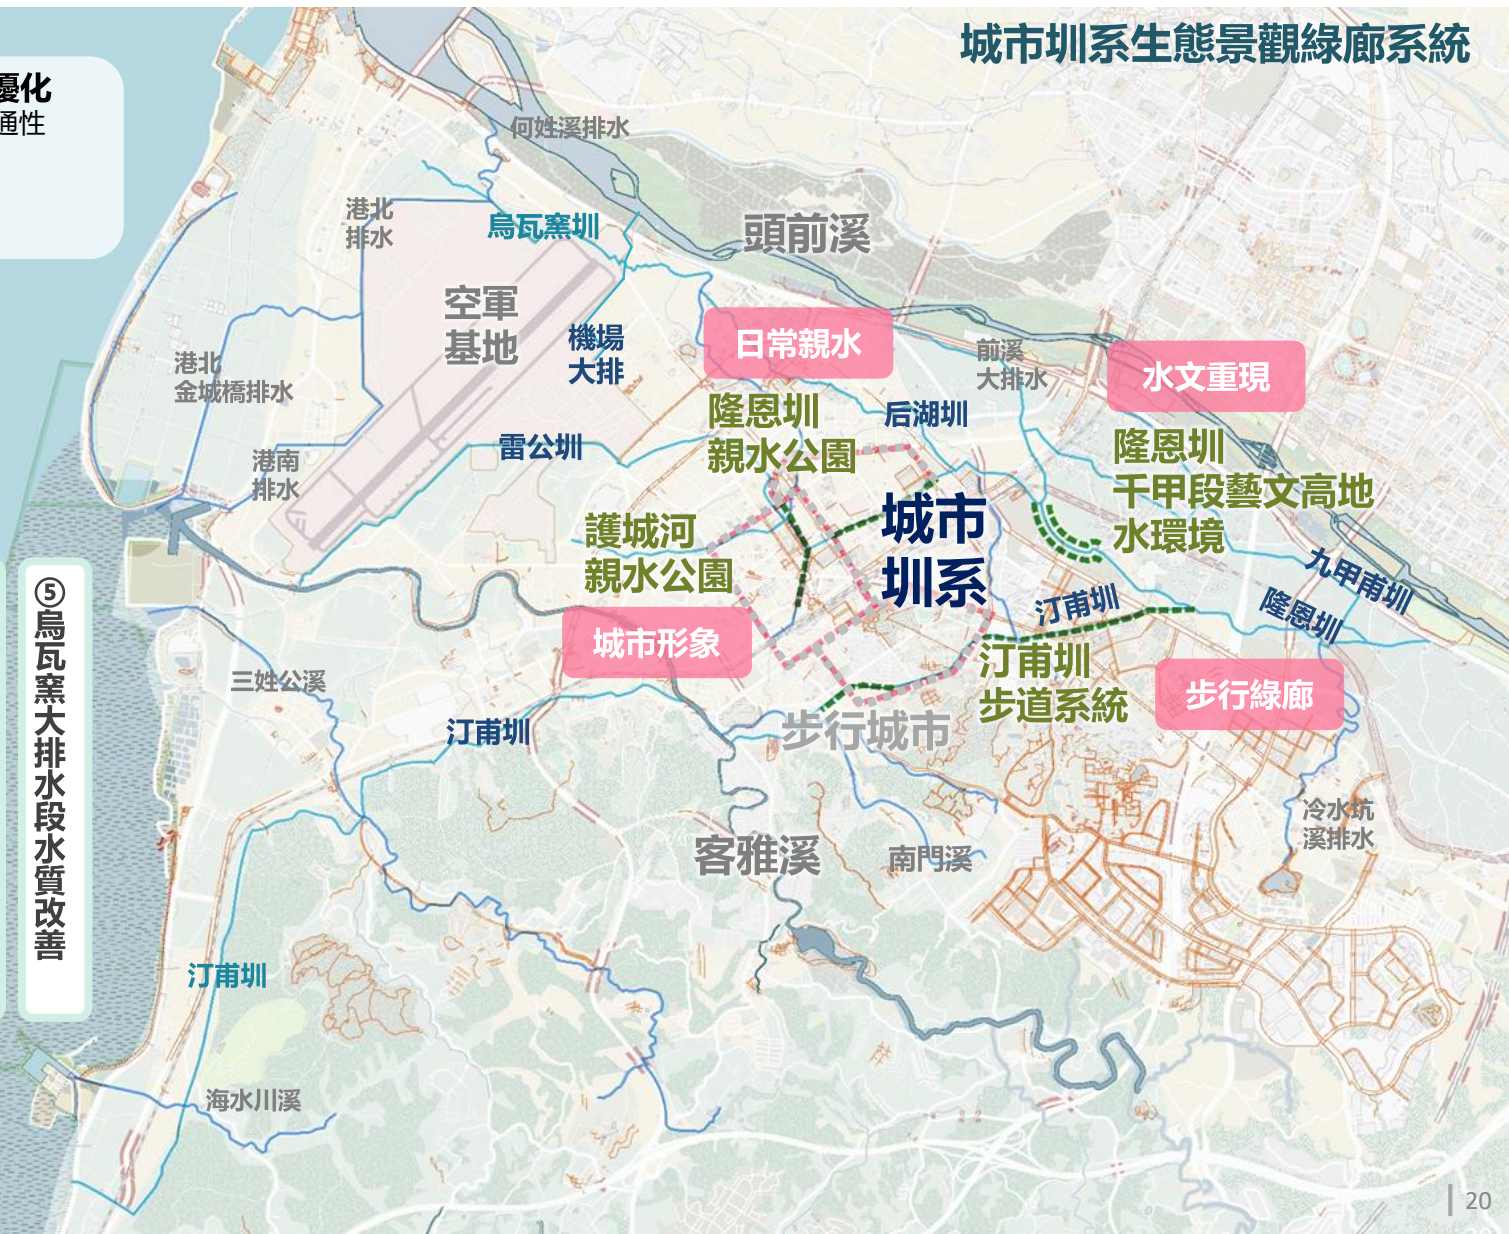 城市圳系生態景觀綠廊系統
優化
通性
何姓溪排水
港北
排水
烏瓦窯圳
頭前溪
空軍
基地
機場
大排
日常親水
前溪
大排水
水文重現
港北
金城橋排水
隆恩圳
親水公園
后湖圳
雷公圳
隆恩圳
千甲段藝文高地
水環境
港南
排水
城市
圳系
護城河
親水公園
九甲甫圳
隆恩圳
汀甫圳
⑤烏瓦窯大排水段水質改善
城市形象
汀甫圳
步道系統
步行綠廊
三姓公溪
汀甫圳
步行城市
冷水坑
溪排水
客雅溪
南門溪
汀甫圳
海水川溪
20